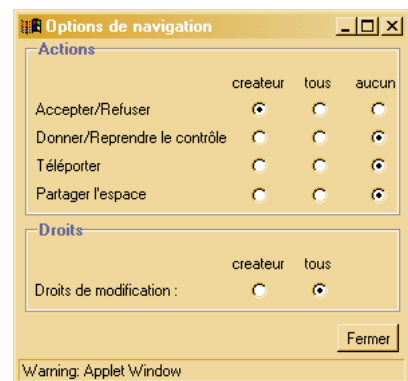 Options de navigation
Actions
createur tous aucun
Accepter/Refuser
Donner/Reprendre le contrôle
Téléporter
Partager l'espace
Droits
createur tous
Droits de modification :
Fermer
Warning: Applet Window